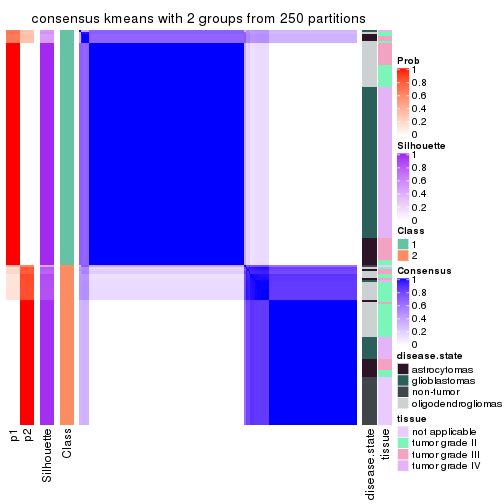 consensus kmeans with 2 groups from 250 partitions
Prob
1
0.8
0.6
0.4
0.2
0
Silhouette
1
0.8
0.6
0.4
0.2
0
Class
1
2
Consensus
1
0.8
0.6
0.4
0.2
0
disease.state
astrocytomas
glioblastomas
non-tumor
oligodendrogliomas
tissue
not applicable
tumor grade II
tumor grade III
tumor grade IV
p1
p2
Silhouette
Class
disease.state
tissue